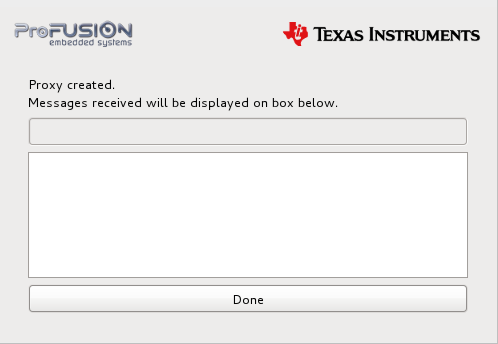 ProFUSION
embedded systems
TEXAS INSTRUMENTS
Proxy created.
Messages received will be displayed on box below.
Done